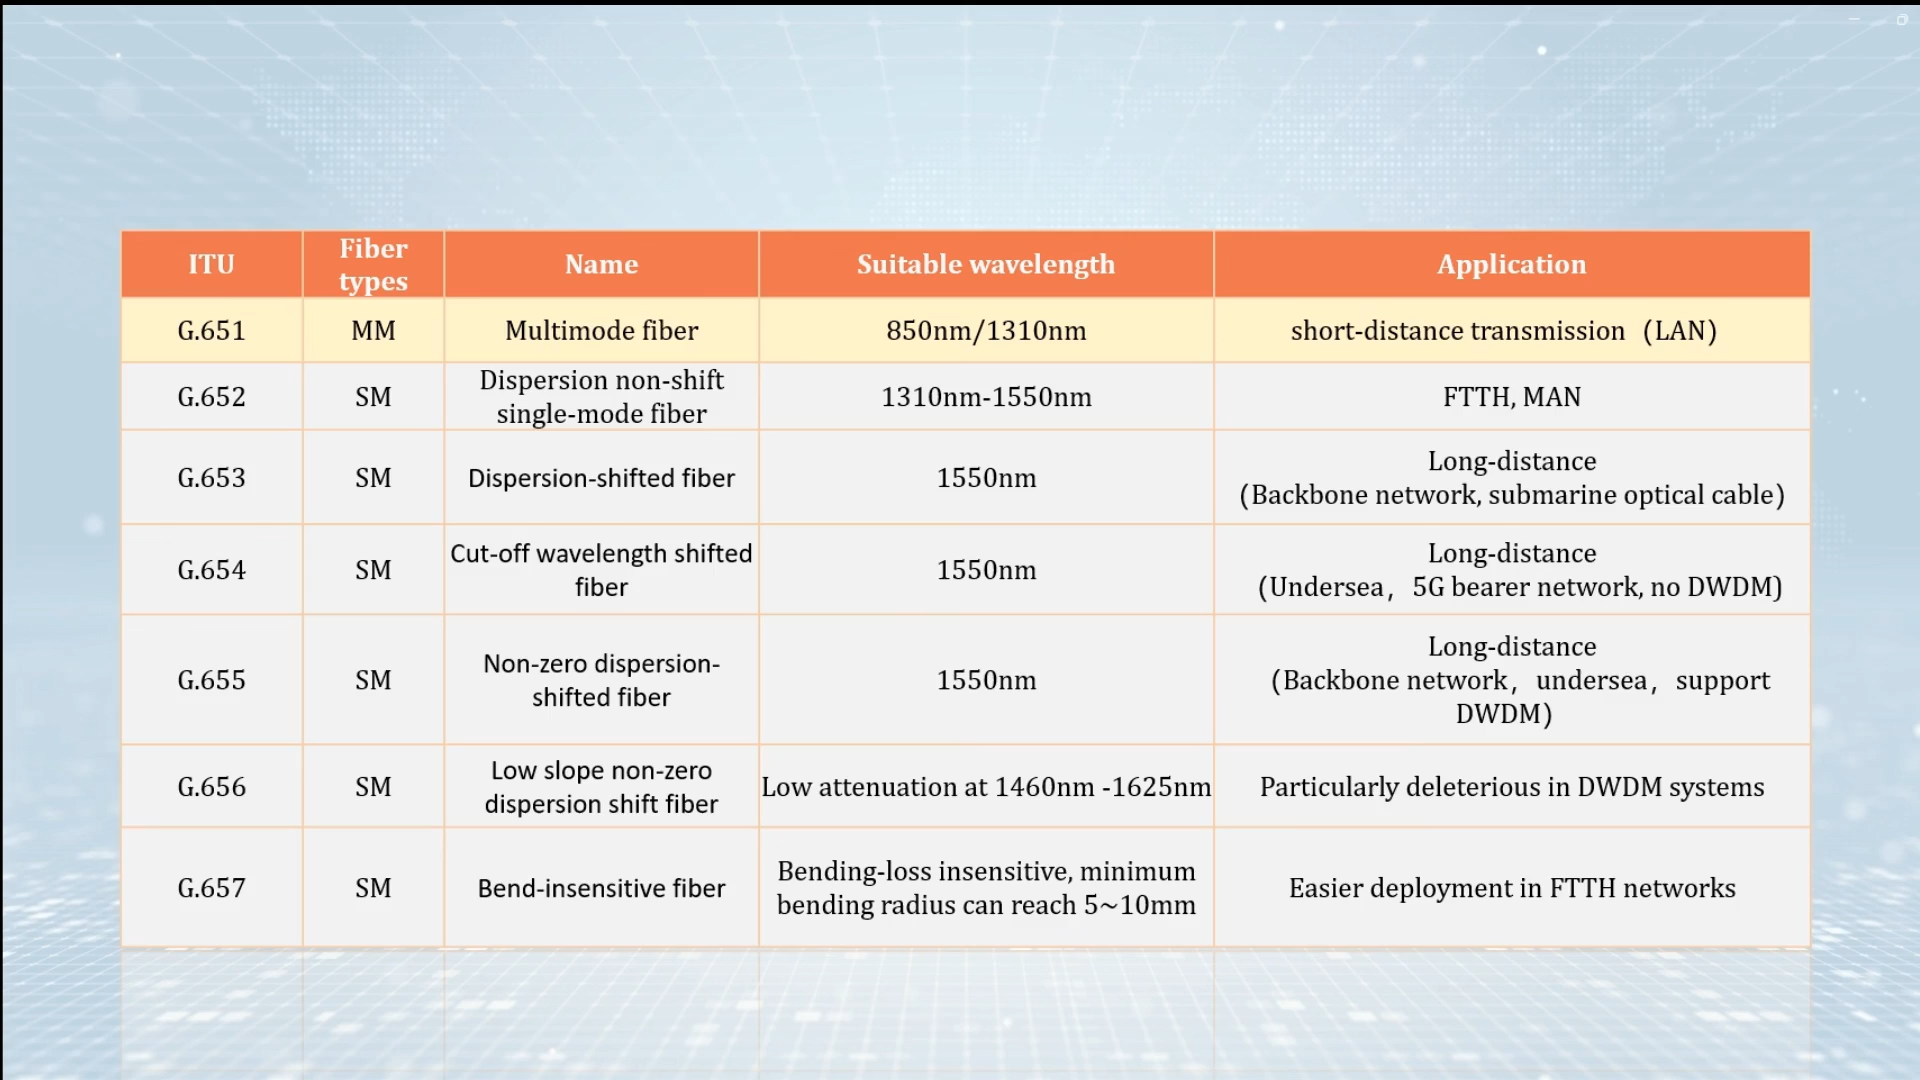 ITU
Fiber
types
Name
Suitable wavelength
Application
G.651
MM
Multimode fiber
850nm/1310nm
short-distance transmission（LAN）
G.652
SM
Dispersion non-shift
single-mode fiber
1310nm-1550nm
FTTH, MAN
G.653
SM
Dispersion-shifted fiber
1550nm
Long-distance
(Backbone network, submarine optical cable)
G.654
SM
Cut-off wavelength shifted
fiber
1550nm
Long-distance
（Undersea，5G bearer network, no DWDM)
G.655
SM
Non-zero dispersion-
shifted fiber
1550nm
Long-distance
（Backbone network，undersea，support
DWDM）
G.656
SM
Low slope non-zero
dispersion shift fiber
Low attenuation at 1460nm -1625nm
Particularly deleterious in DWDM systems
G.657
SM
Bend-insensitive fiber
Bending-loss insensitive, minimum
bending radius can reach 5~10mm
Easier deployment in FTTH networks